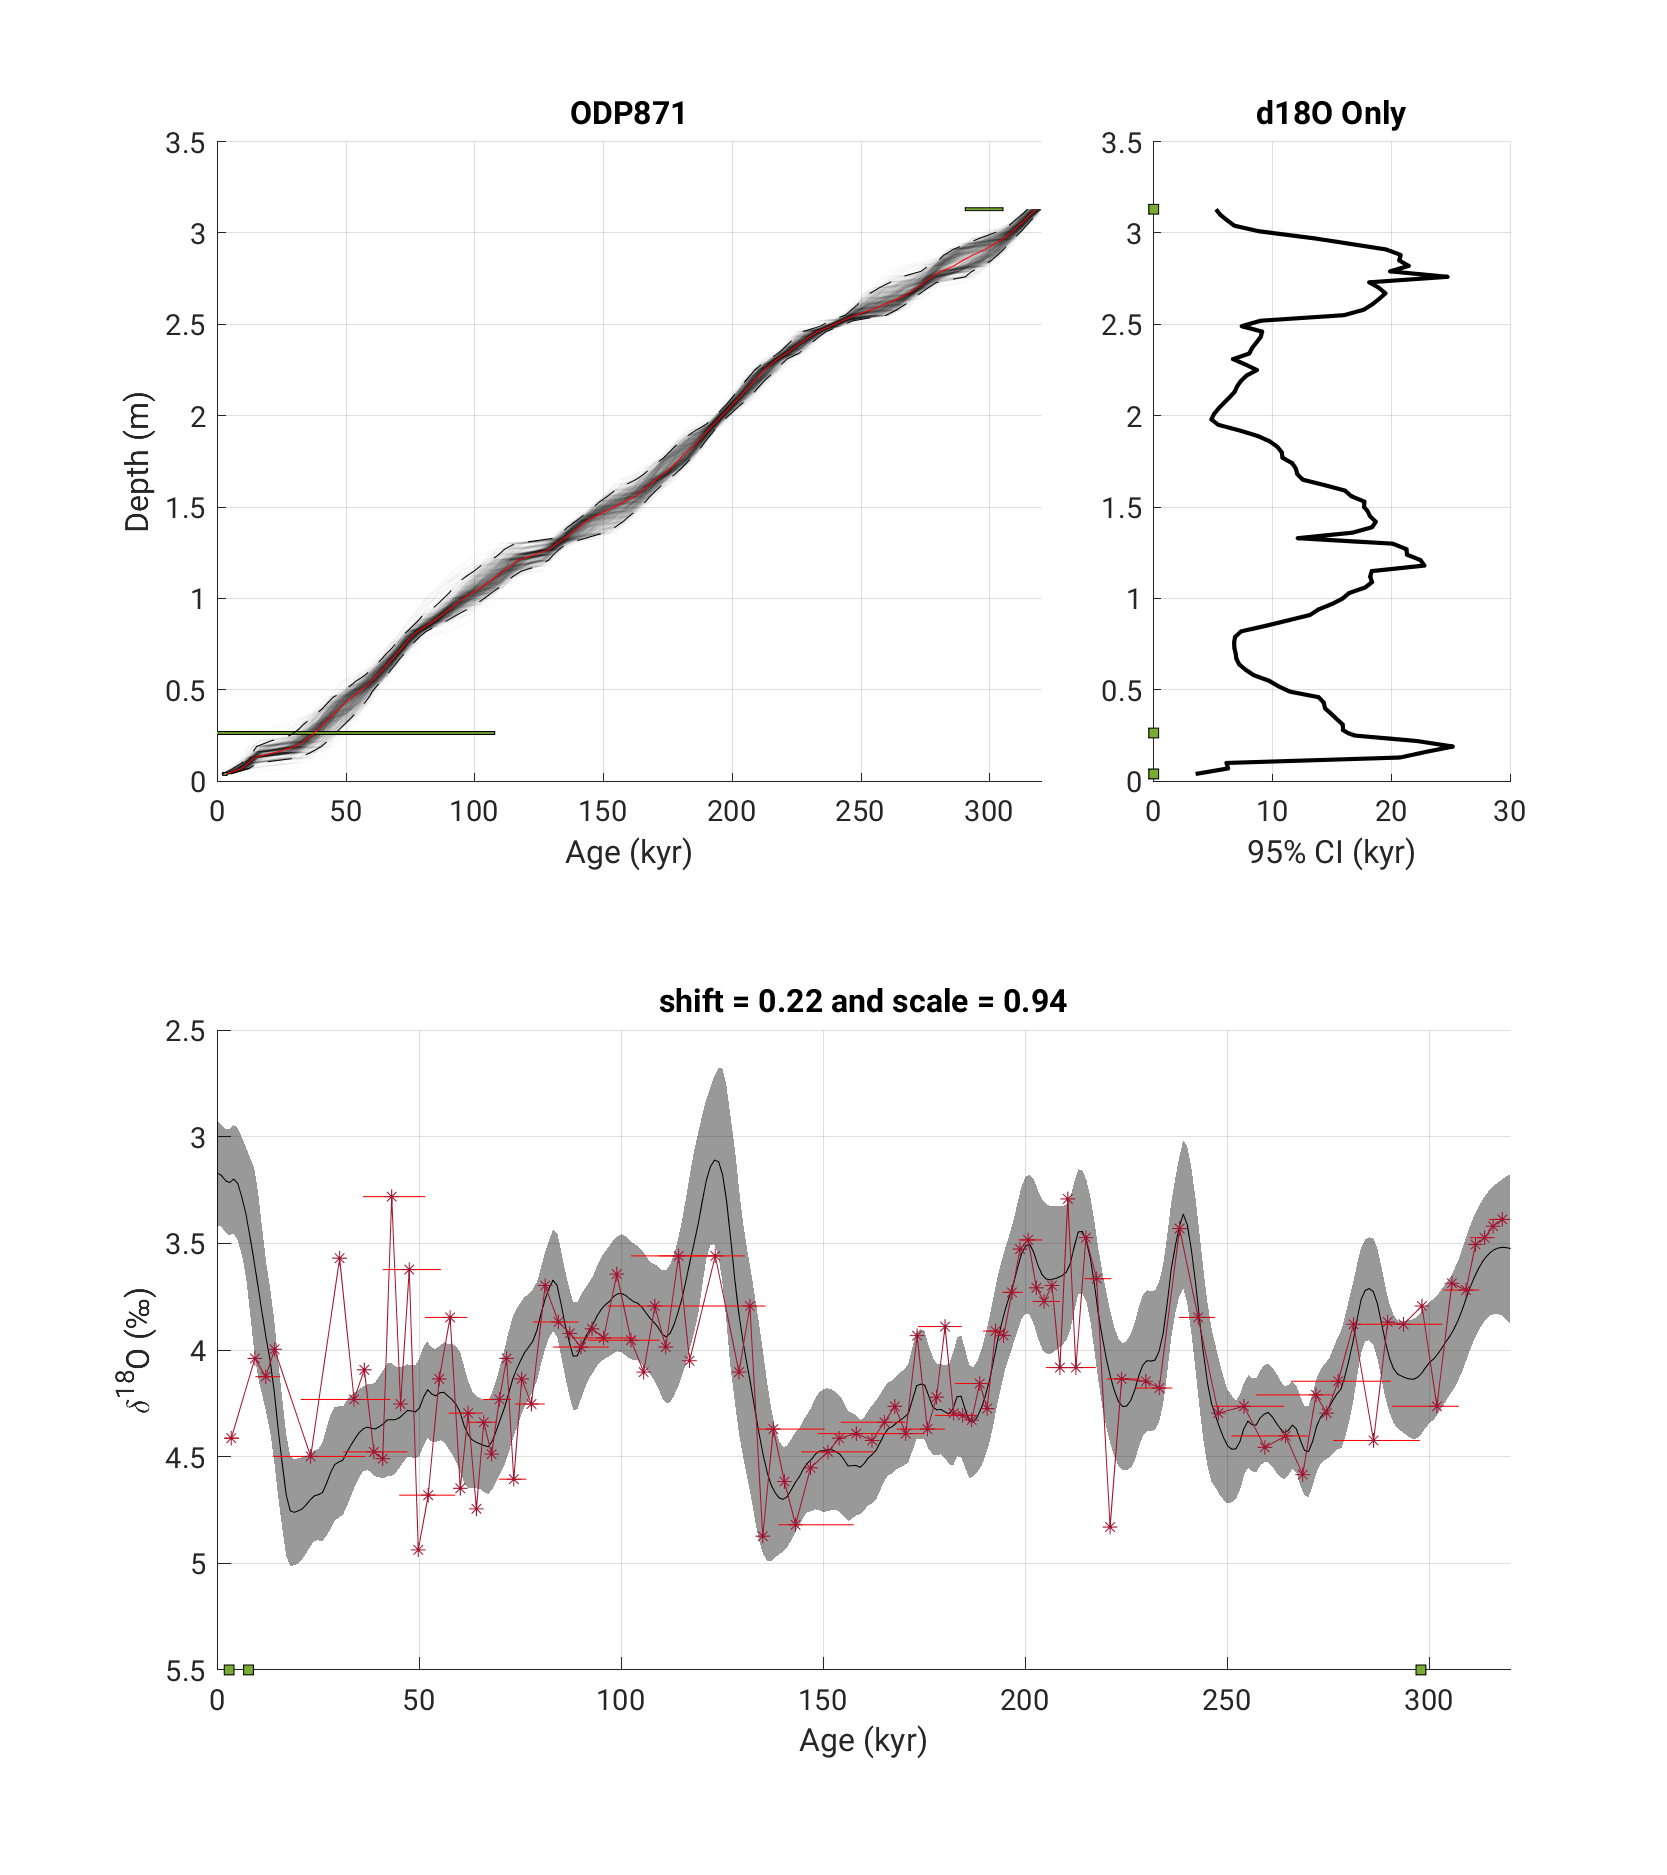 ODP871
d18O Only
3.5
3
2.5
2
1.5
1
0.5
0
Depth (m)
0 50 100 150 200 250 300
Age (kyr)
3.5
3
2.5
2
1.5
1
0.5
0
0 10 20 30
95% CI (kyr)
shift = 0.22 and scale = 0.94
2.5
3
3.5
4
4.5
5
5.5
δ18O (‰)
0 50 100 150 200 250 300
Age (kyr)